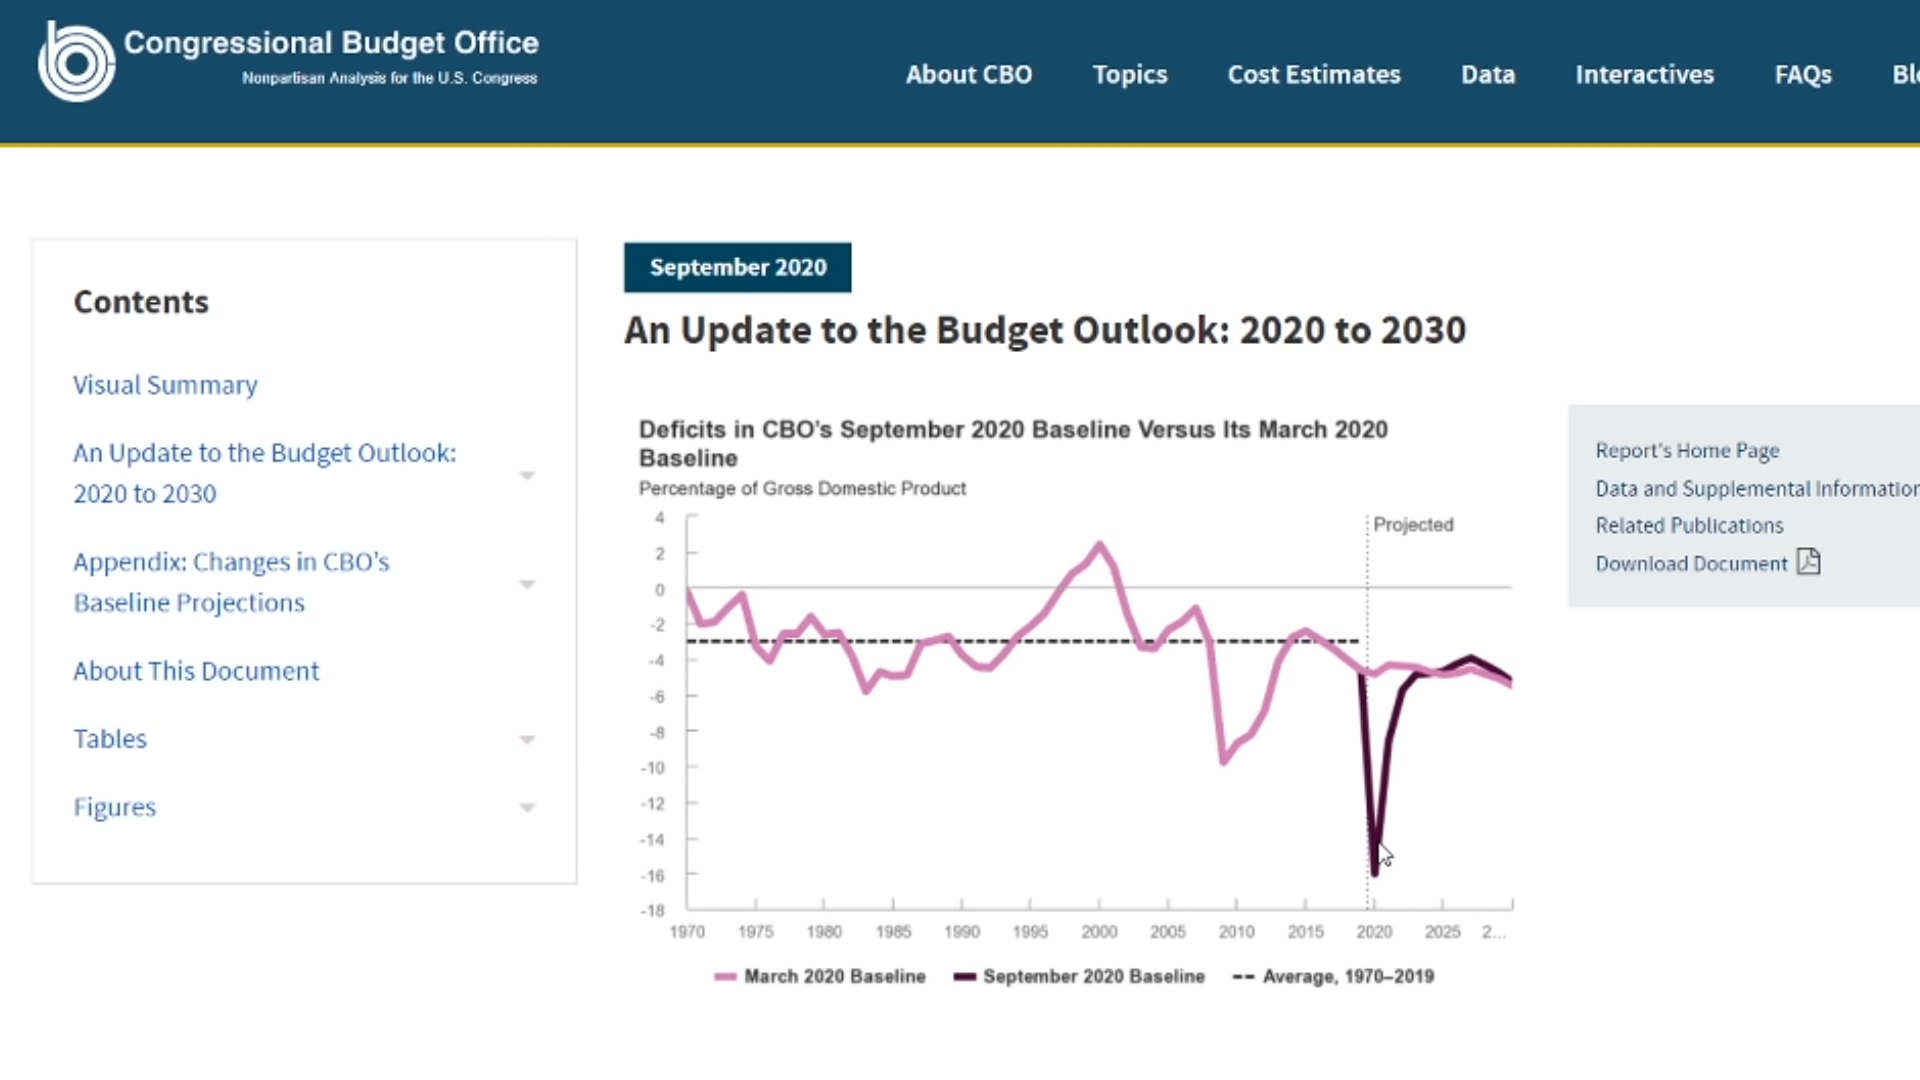 Congressional Budget Office
Nonpartisan Analysis for the U.S. Congress
About CBO
Topics
Cost Estimates
Data
Interactives
FAQs
Contents
Visual Summary
An Update to the Budget Outlook:
2020 to 2030
Appendix: Changes in CBO's
Baseline Projections
About This Document
Tables
Figures
September 2020
An Update to the Budget Outlook: 2020 to 2030
Deficits in CBO's September 2020 Baseline Versus Its March 2020
Baseline
Percentage of Gross Domestic Product
Projected
4
2
0
-2
-4
-6
-8
-10
-12
-14
-16
-18
1970 1975 1980 1985 1990 1995 2000 2005 2010 2015 2020 2025 2...
March 2020 Baseline September 2020 Baseline Average, 1970–2019
Report's Home Page
Data and Supplemental Information
Related Publications
Download Document